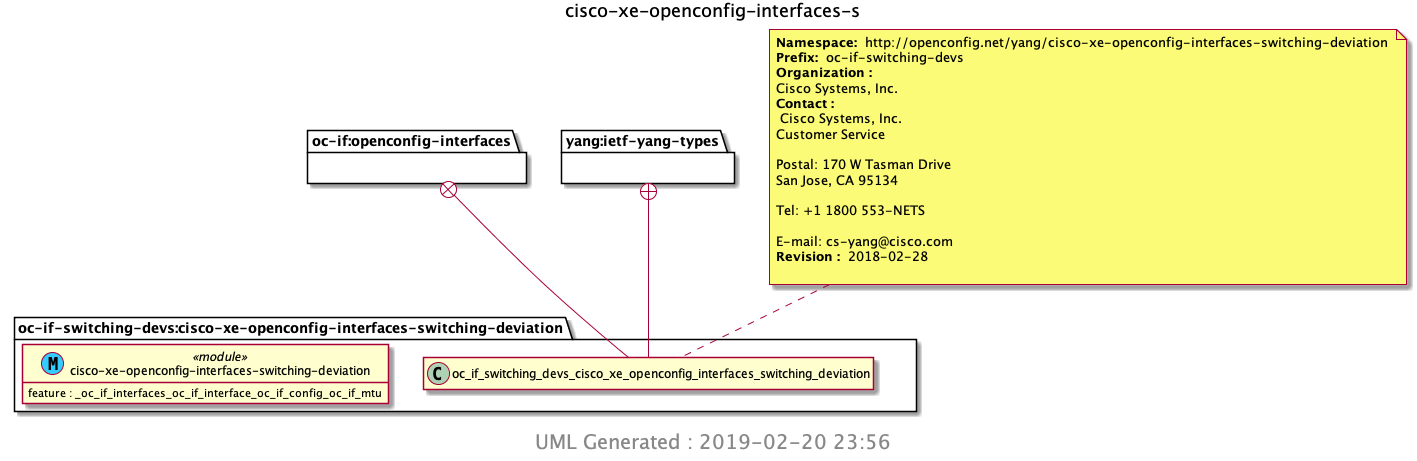 cisco-xe-openconfig-interfaces-s
Namespace: http://openconfig.net/yang/cisco-xe-openconfig-interfaces-switching-deviation
Prefix: oc-if-switching-devs
Organization :
Cisco Systems, Inc.
Contact :
Cisco Systems, Inc.
Customer Service
Postal: 170 W Tasman Drive
San Jose, CA 95134
Tel: +1 1800 553-NETS
E-mail: cs-yang@cisco.com
Revision : 2018-02-28
oc-if:openconfig-interfaces
yang:ietf-yang-types
oc-if-switching-devs:cisco-xe-openconfig-interfaces-switching-deviation
M
«module»
cisco-xe-openconfig-interfaces-switching-deviation
feature : _oc_if_interfaces_oc_if_interface_oc_if_config_oc_if_mtu
C oc_if_switching_devs_cisco_xe_openconfig_interfaces_switching_deviation
UML Generated : 2019-02-20 23:56